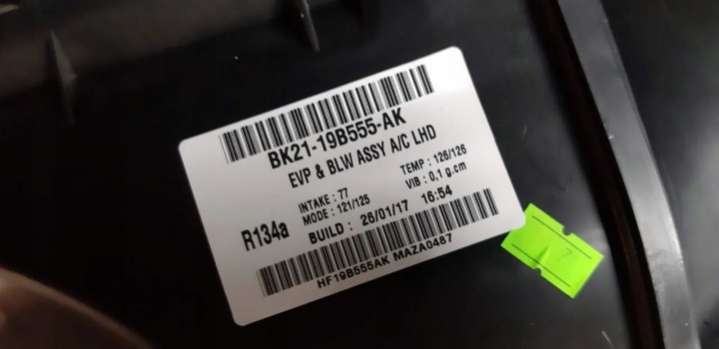 BK21-19B555-AK
EVP & BLW ASSY A/C LHD
INTAKE : 77
TEMP : 126/126
MODE : 121/125
VIB : 0.1 g.cm
R134a
BUILD : 26/01/17 16:54
HF19B555AK MAZA0487